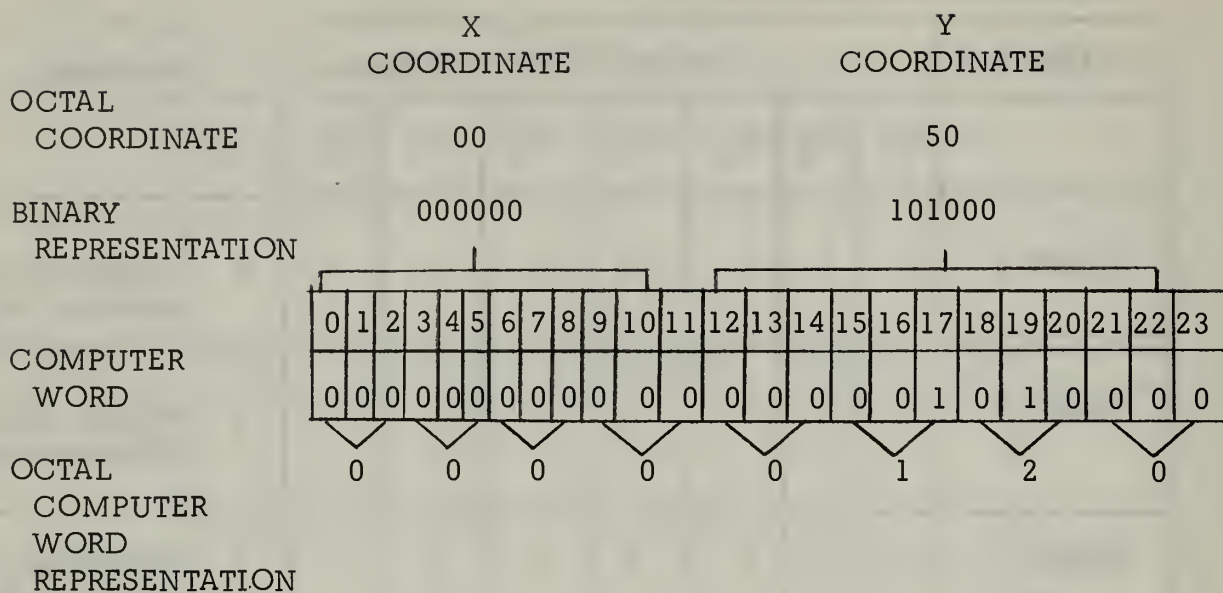 X Y
COORDINATE COORDINATE
OCTAL
COORDINATE 00 50
BINARY 000000 101000
REPRESENTATION
0 1 2 3 4 5 6 7 8 9 10 11 12 13 14 15 16 17 18 19 20 21 22 23
COMPUTER
WORD 0 0 0 0 0 0 0 0 0 0 0 0 0 0 0 0 0 1 0 1 0 0 0 0
OCTAL 0 0 0 0 0 1 2 0
COMPUTER
WORD
REPRESENTATION